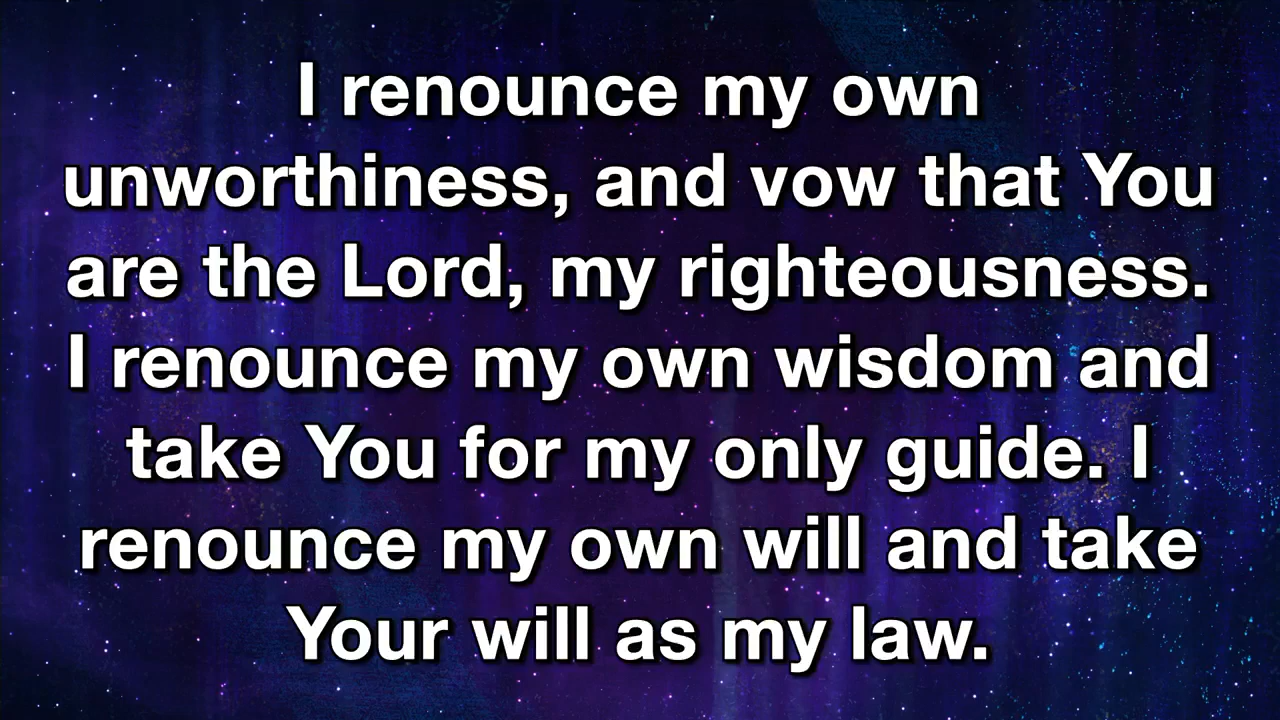 I renounce my own
unworthiness, and vow that You
are the Lord, my righteousness.
I renounce my own wisdom and
take You for my only guide. I
renounce my own will and take
Your will as my law.